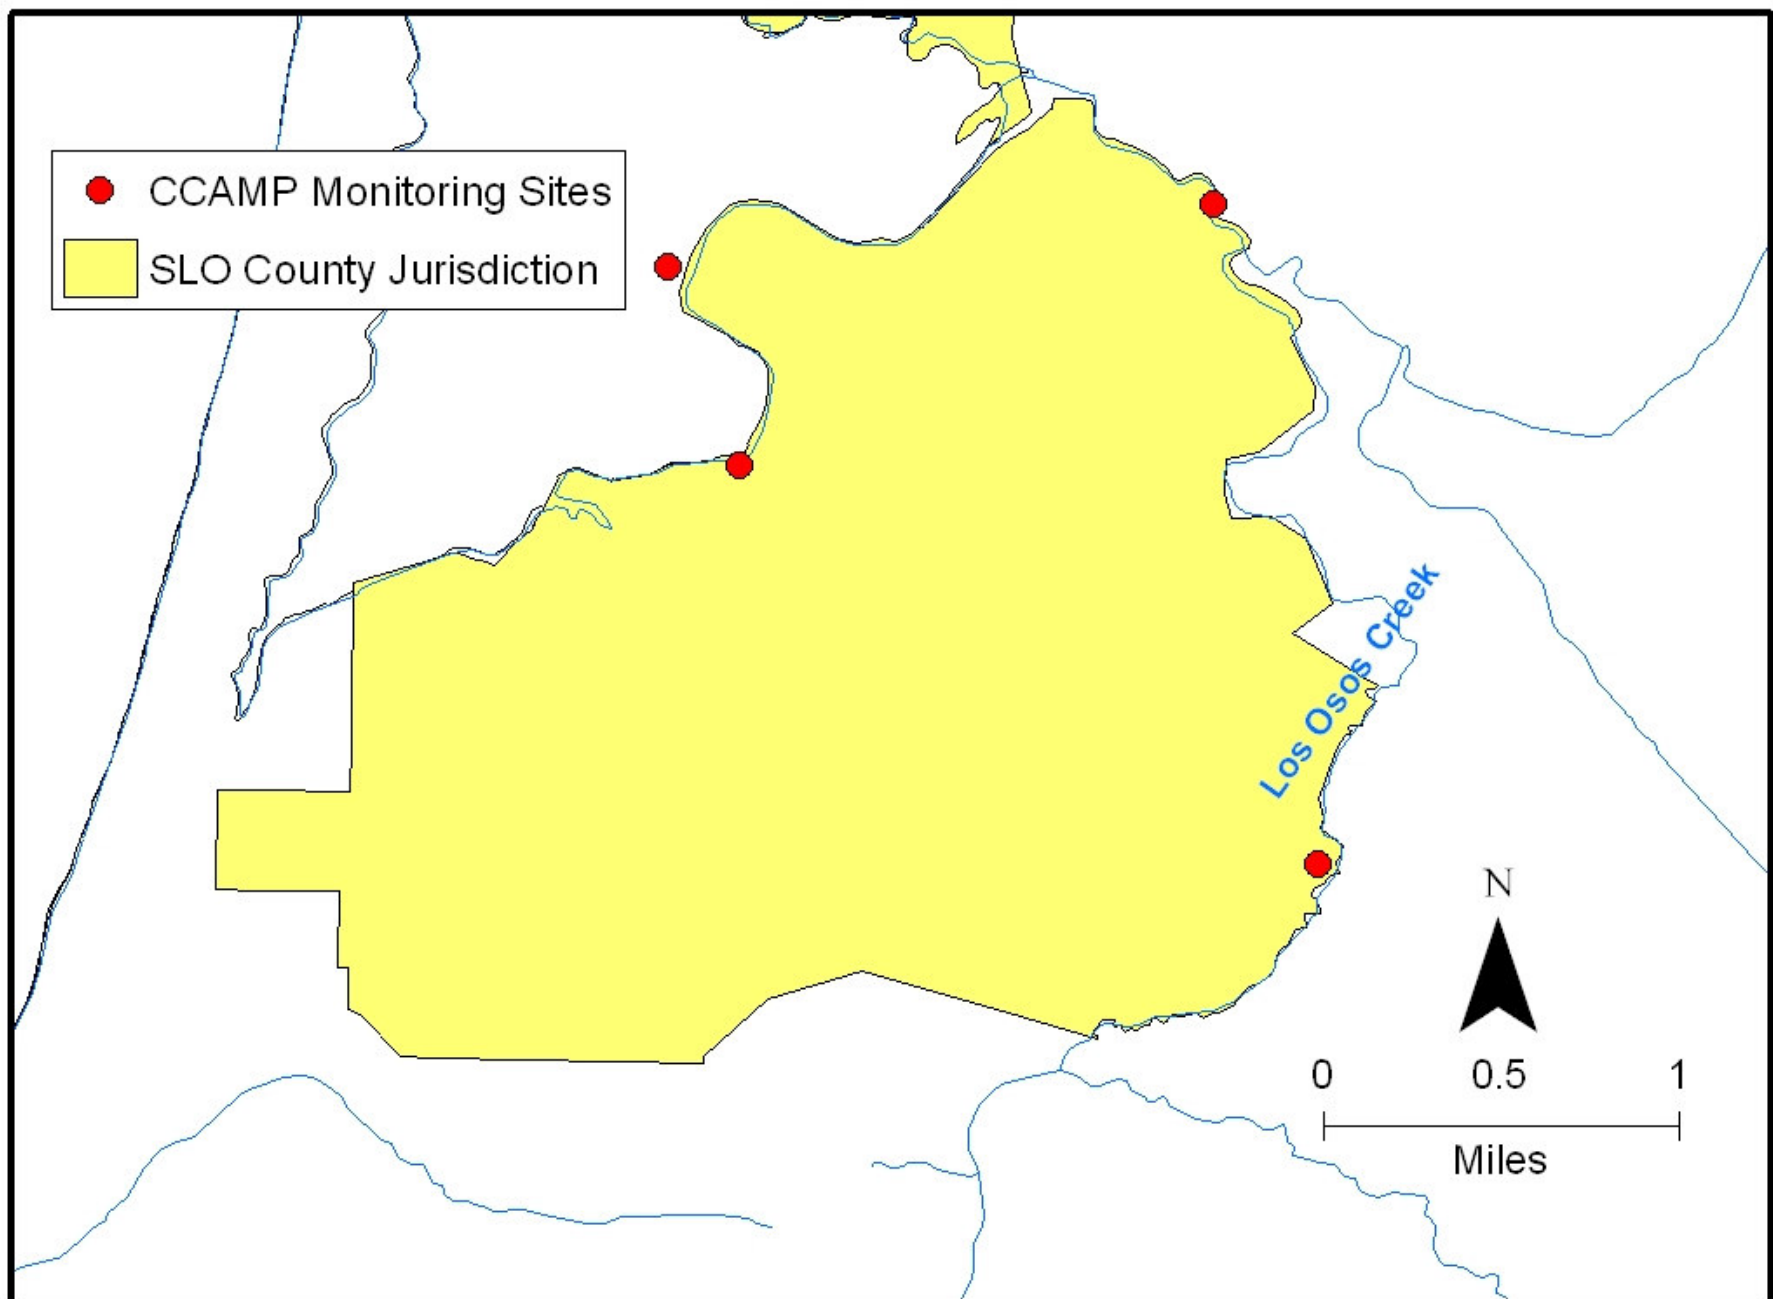 CCAMP Monitoring Sites
SLO County Jurisdiction
Los Osos Creek
N
0 0.5 1
Miles